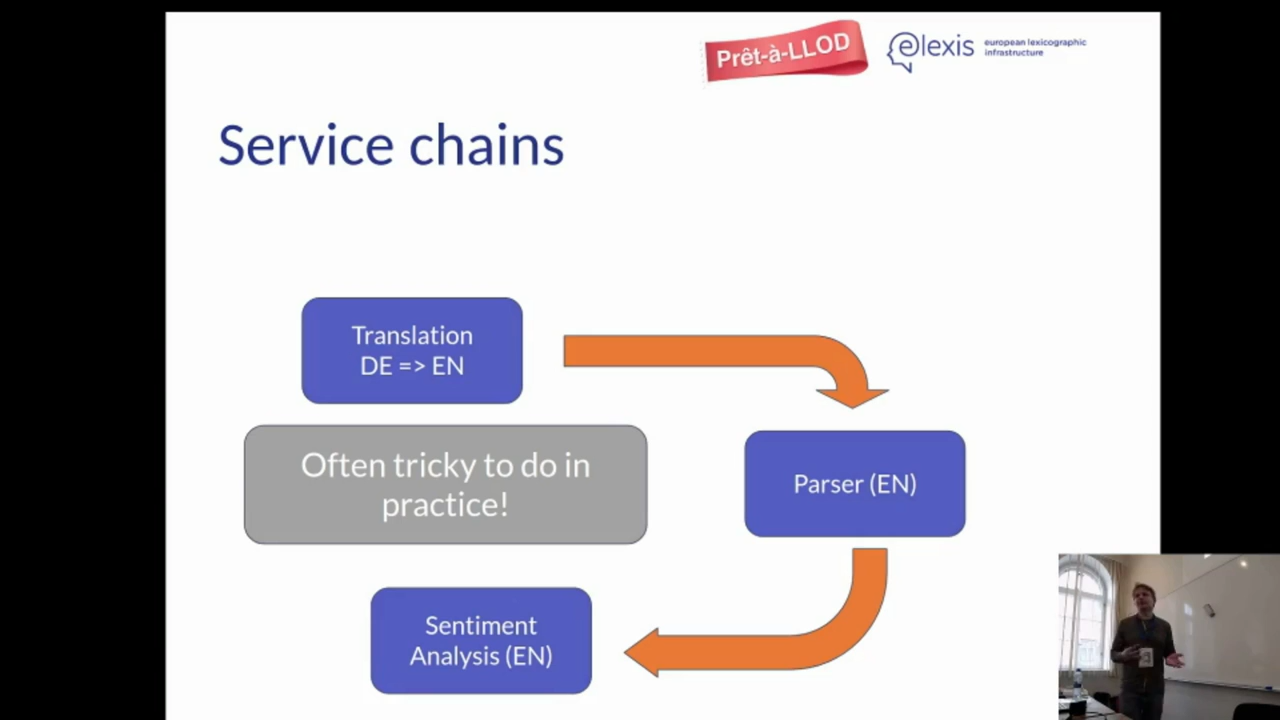 Prêt-à-LLOD
elexis
european lexicographic
infrastructure
Service chains
Translation
DE => EN
Often tricky to do in
practice!
Parser (EN)
Sentiment
Analysis (EN)